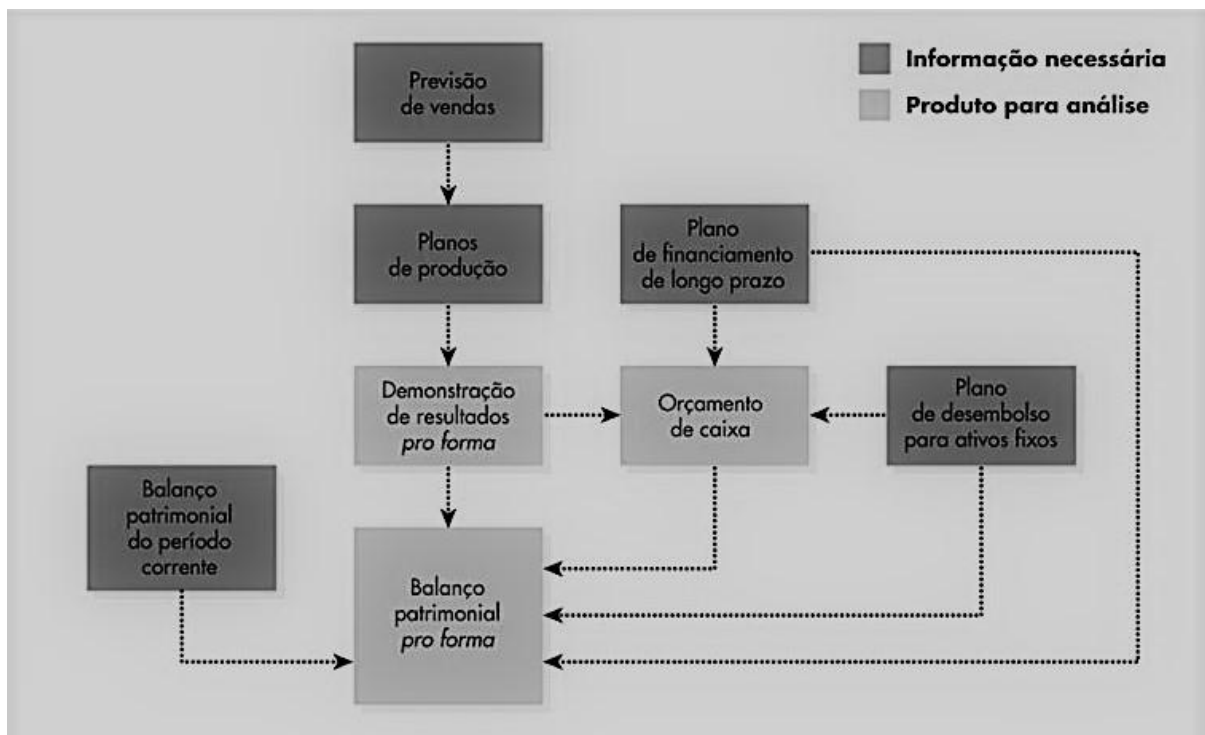 Previsão
de vendas
Informação necessária
Produto para análise
Planos
de produção
Plano
de financiamento
de longo prazo
Demonstração
de resultados
pro forma
Orçamento
de caixa
Plano
de desembolso
para ativos fixos
Balanço
patrimonial
do período
corrente
Balanço
patrimonial
pro forma